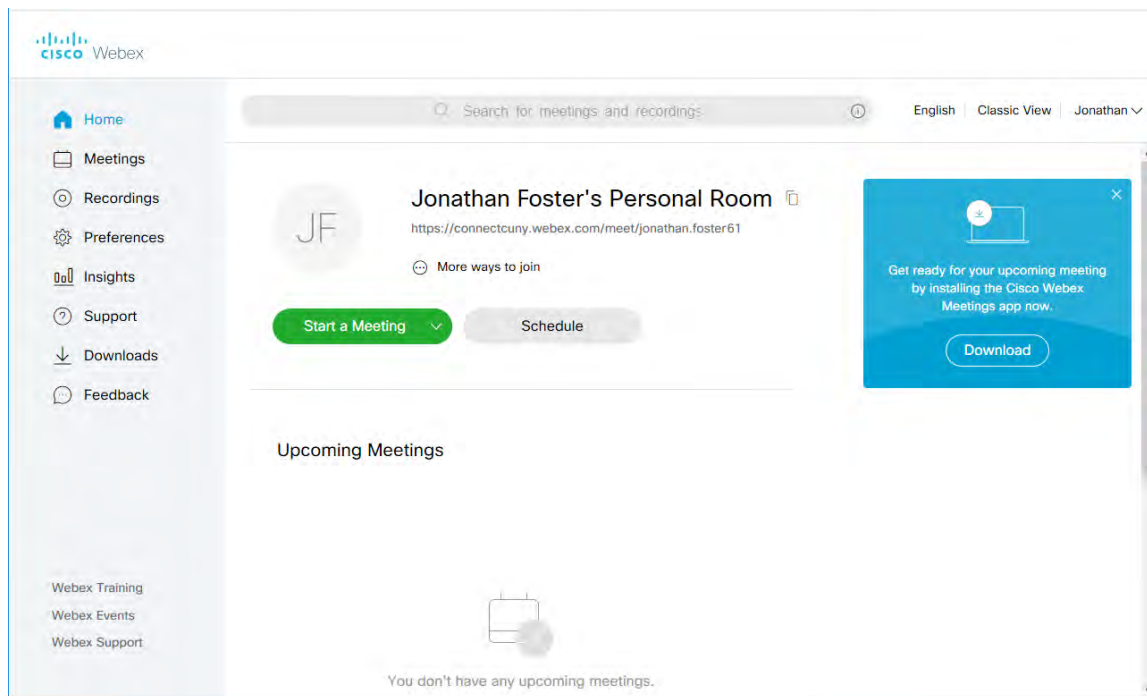 CISCO Webex
Home
Meetings
Recordings
Preferences
Insights
Support
Downloads
Feedback
Webex Training
Webex Events
Webex Support
Search for meetings and recordings
English
Classic View
Jonathan
JF
Jonathan Foster's Personal Room
https://connectcuny.webex.com/meet/jonathan.foster61
More ways to join
Start a Meeting
Schedule
Get ready for your upcoming meeting
by installing the Cisco Webex
Meetings app now.
Download
Upcoming Meetings
You don't have any upcoming meetings.